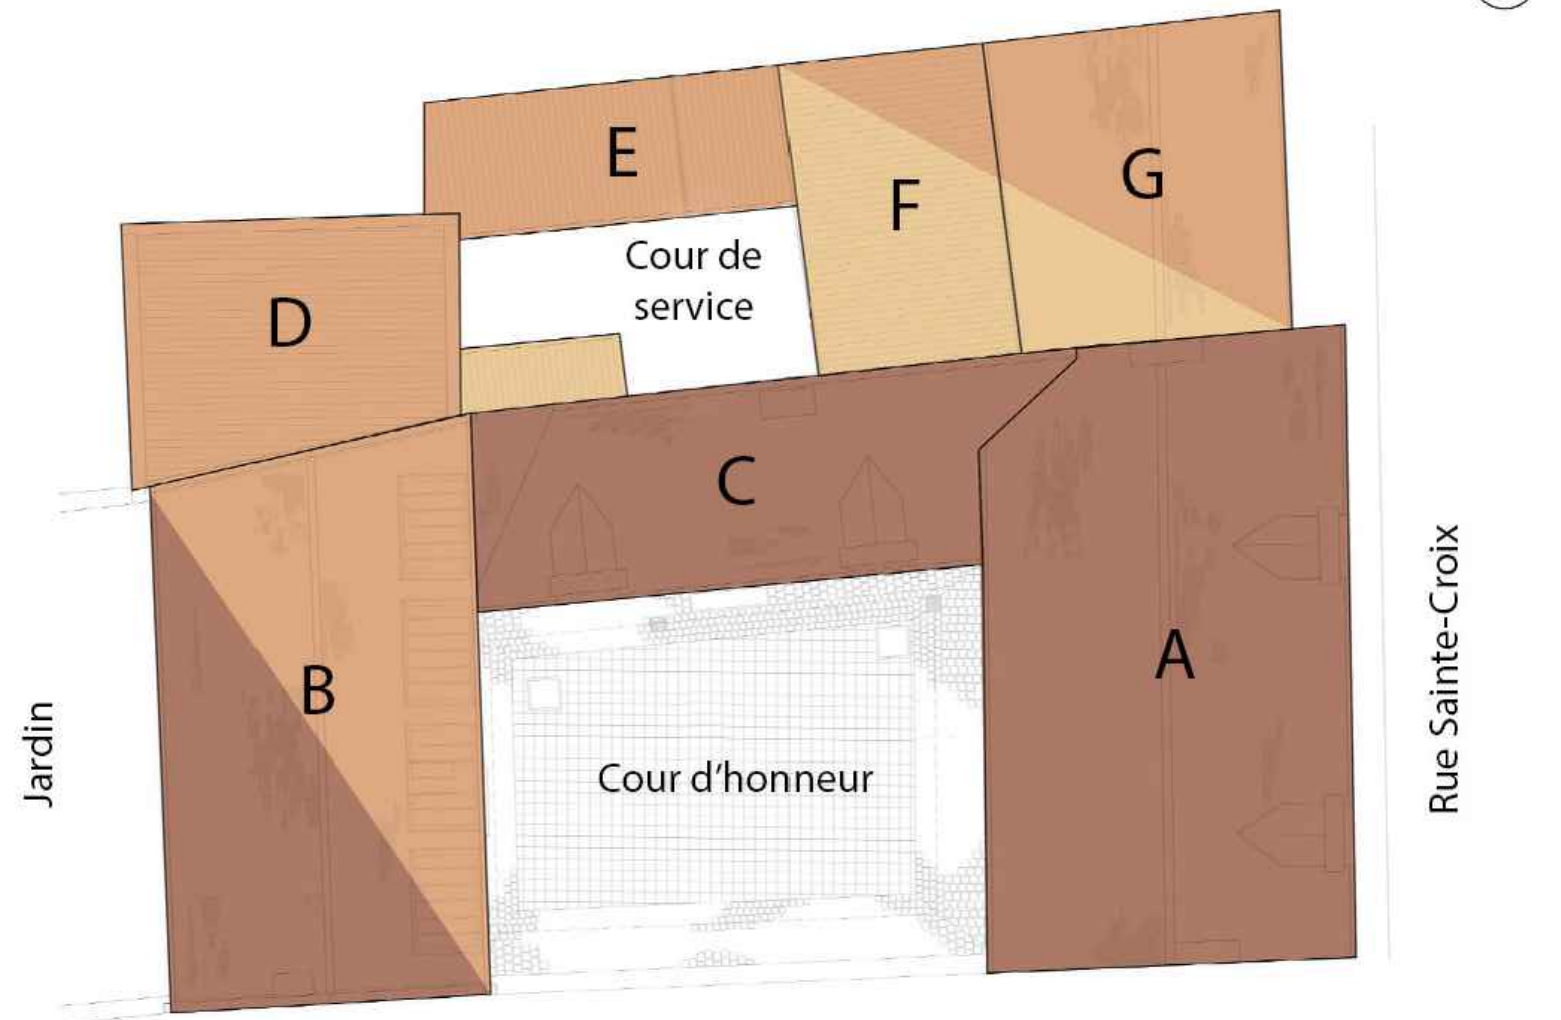 E
G
F
Cour de
service
D
C
A
B
Cour d'honneur
Jardin
Rue Sainte-Croix